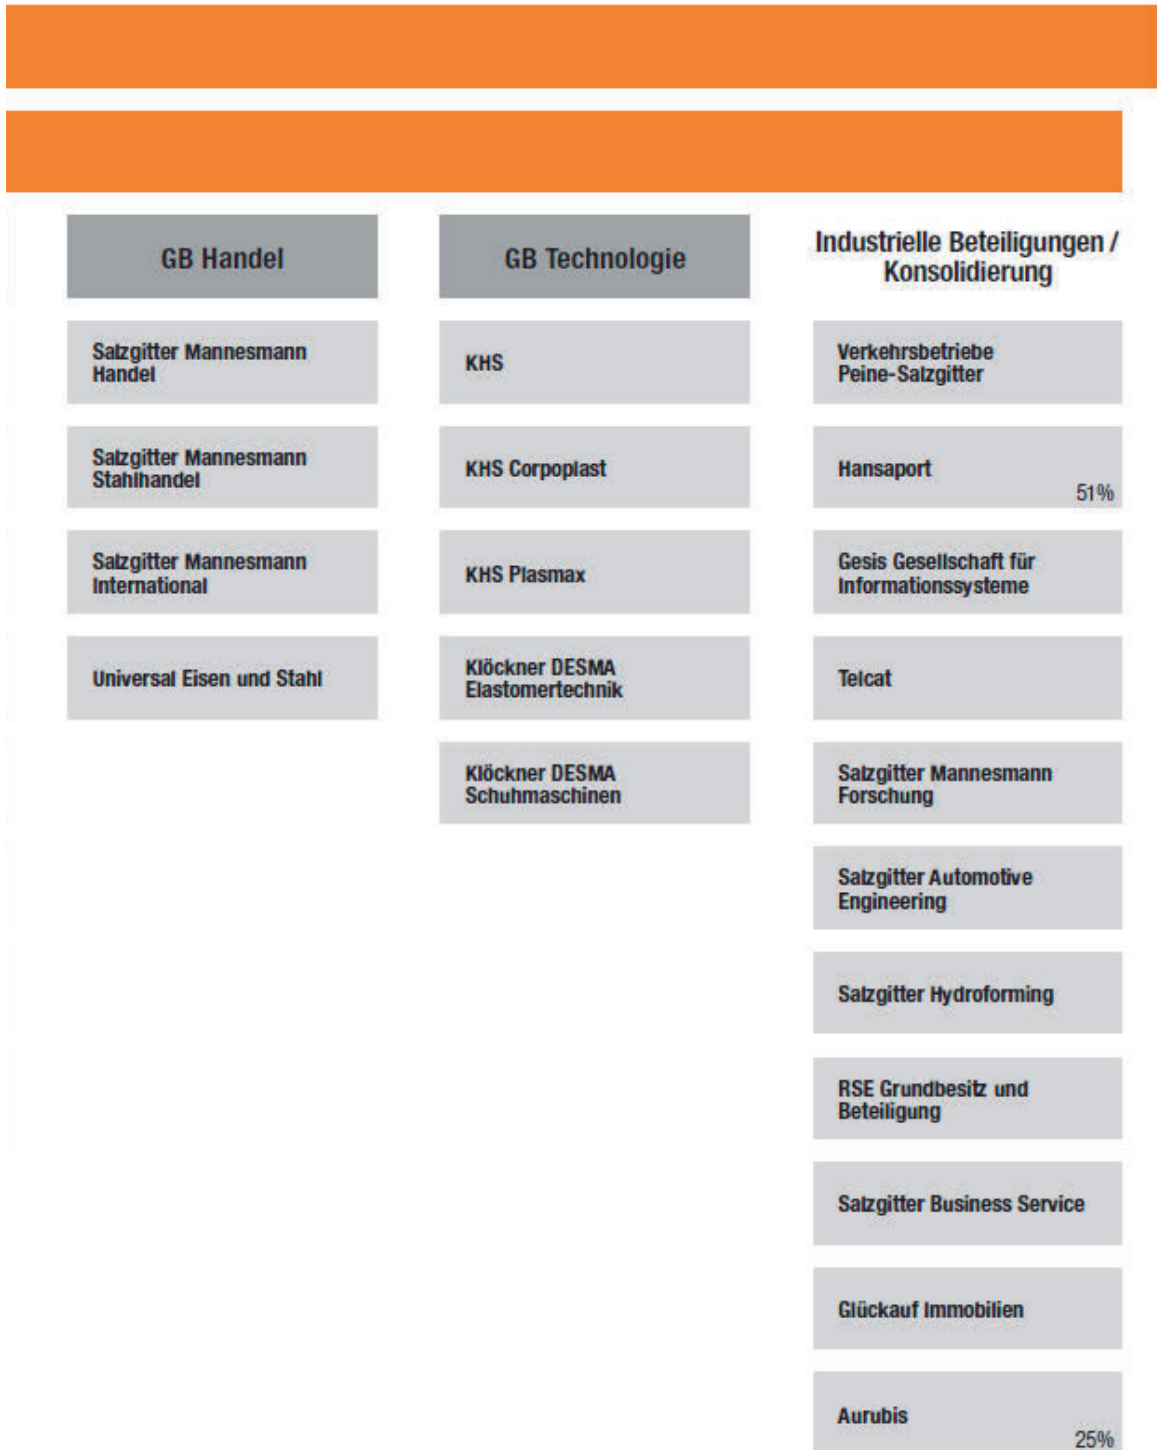 GB Handel
Salzgitter Mannesmann
Handel
Salzgitter Mannesmann
Stahlhandel
Salzgitter Mannesmann
International
Universal Eisen und Stahl
GB Technologie
KHS
KHS Corpoplast
KHS Plasmax
Klöckner DESMA
Elastomertechnik
Klöckner DESMA
Schuhmaschinen
Industrielle Beteiligungen /
Konsolidierung
Verkehrsbetriebe
Peine-Salzgitter
Hansaport
51%
Gesis Gesellschaft für
Informationssysteme
Telcat
Salzgitter Mannesmann
Forschung
Salzgitter Automotive
Engineering
Salzgitter Hydroforming
RSE Grundbesitz und
Beteiligung
Salzgitter Business Service
Glückauf Immobilien
Aurubis
25%